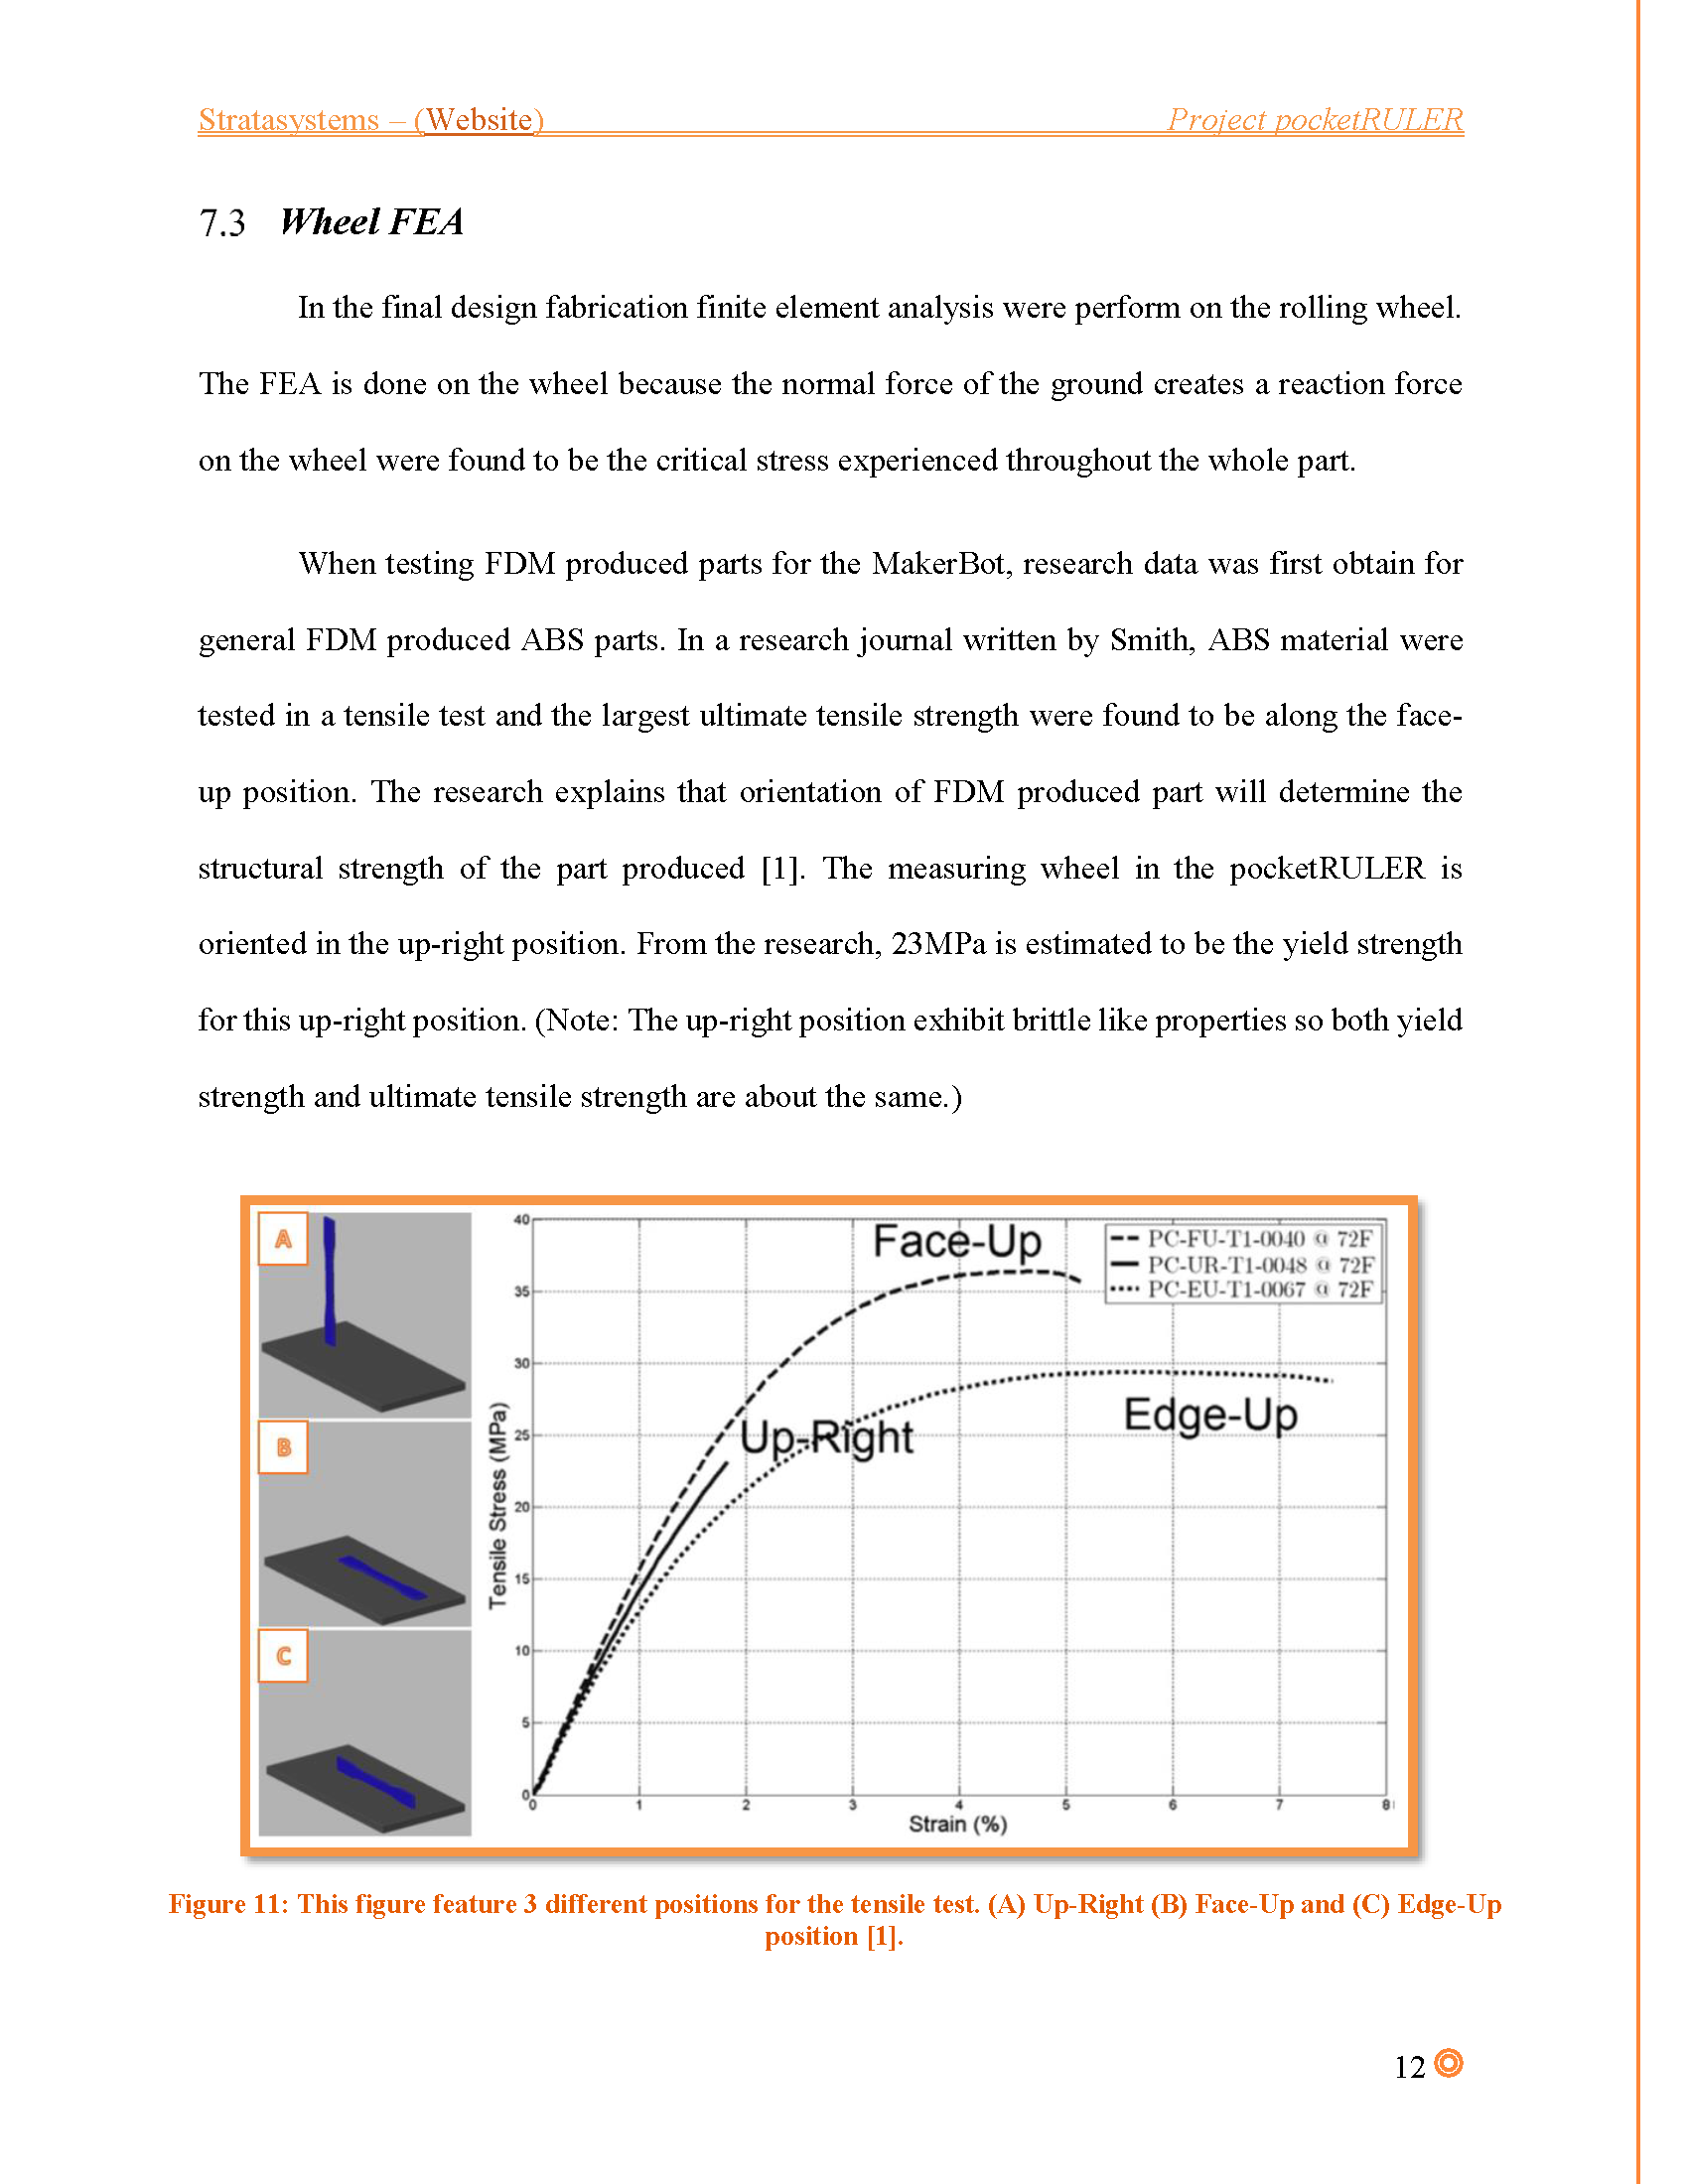 Stratasystems – (Website) Project pocketRULER
7.3 Wheel FEA
In the final design fabrication finite element analysis were perform on the rolling wheel.
The FEA is done on the wheel because the normal force of the ground creates a reaction force
on the wheel were found to be the critical stress experienced throughout the whole part.
When testing FDM produced parts for the MakerBot, research data was first obtain for
general FDM produced ABS parts. In a research journal written by Smith, ABS material were
tested in a tensile test and the largest ultimate tensile strength were found to be along the face-
up position. The research explains that orientation of FDM produced part will determine the
structural strength of the part produced [1]. The measuring wheel in the pocketRULER is
oriented in the up-right position. From the research, 23MPa is estimated to be the yield strength
for this up-right position. (Note: The up-right position exhibit brittle like properties so both yield
strength and ultimate tensile strength are about the same.)
A
B
C
Tensile Stress (MPa)
40
35
30
25
20
15
10
5
0
Face-Up
Up-Right
Edge-Up
PC-FU-T1-0040 @ 72F
PC-UR-T1-0048 @ 72F
PC-EU-T1-0067 @ 72F
0 1 2 3 4 5 6 7 8
Strain (%)
Figure 11: This figure feature 3 different positions for the tensile test. (A) Up-Right (B) Face-Up and (C) Edge-Up
position [1].
12